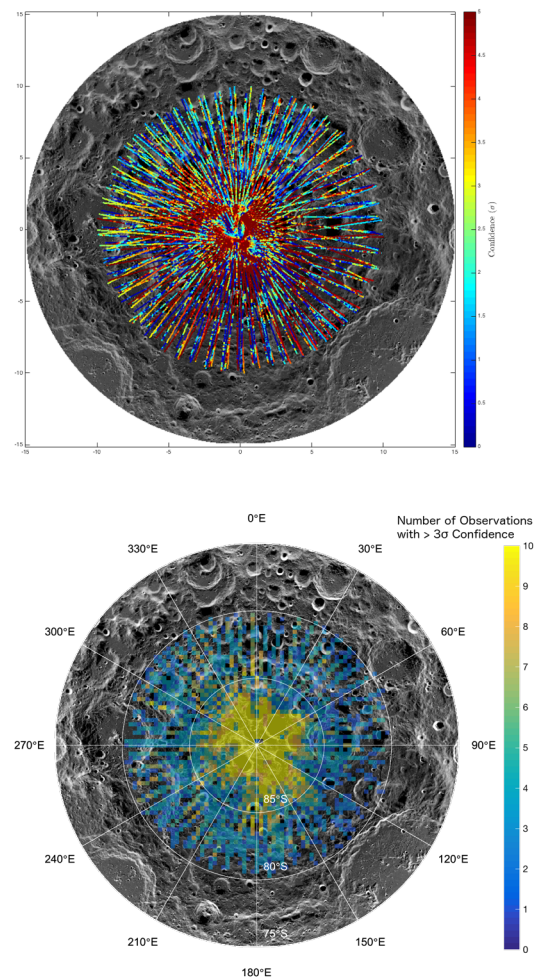 15
10
5
0
-5
-10
-15
-15
-10
-5
0
5
10
15
5
4.5
4
3.5
3
2.5
2
1.5
1
0.5
0
Confidence (σ)
Number of Observations
with > 3σ Confidence
0°E
330°E
30°E
300°E
60°E
270°E
90°E
240°E
120°E
210°E
150°E
180°E
85°S
80°S
75°S
10
9
8
7
6
5
4
3
2
1
0